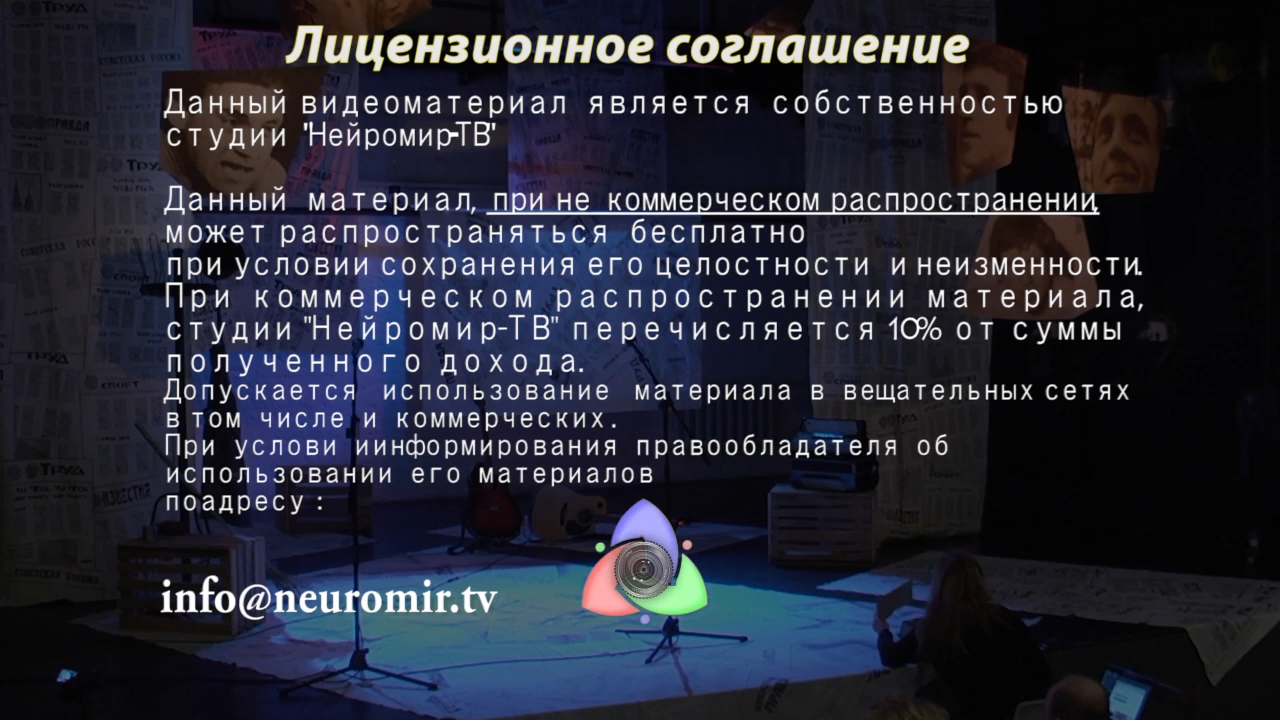 Лицензионное соглашение
Данный видеоматериал является собственностью
студии "Нейромир-ТВ"
Данный материал, при не коммерческом распространении,
может распространяться бесплатно
при условии сохранения его целостности и неизменности.
При коммерческом распространении материала,
студии "Нейромир-ТВ" перечисляется 10% от суммы
полученного дохода.
Допускается использование материала в вещательных сетях
в том числе и коммерческих.
При услови иинформирования правообладателя об
использовании его материалов
поадресу :
info@neuromir.tv